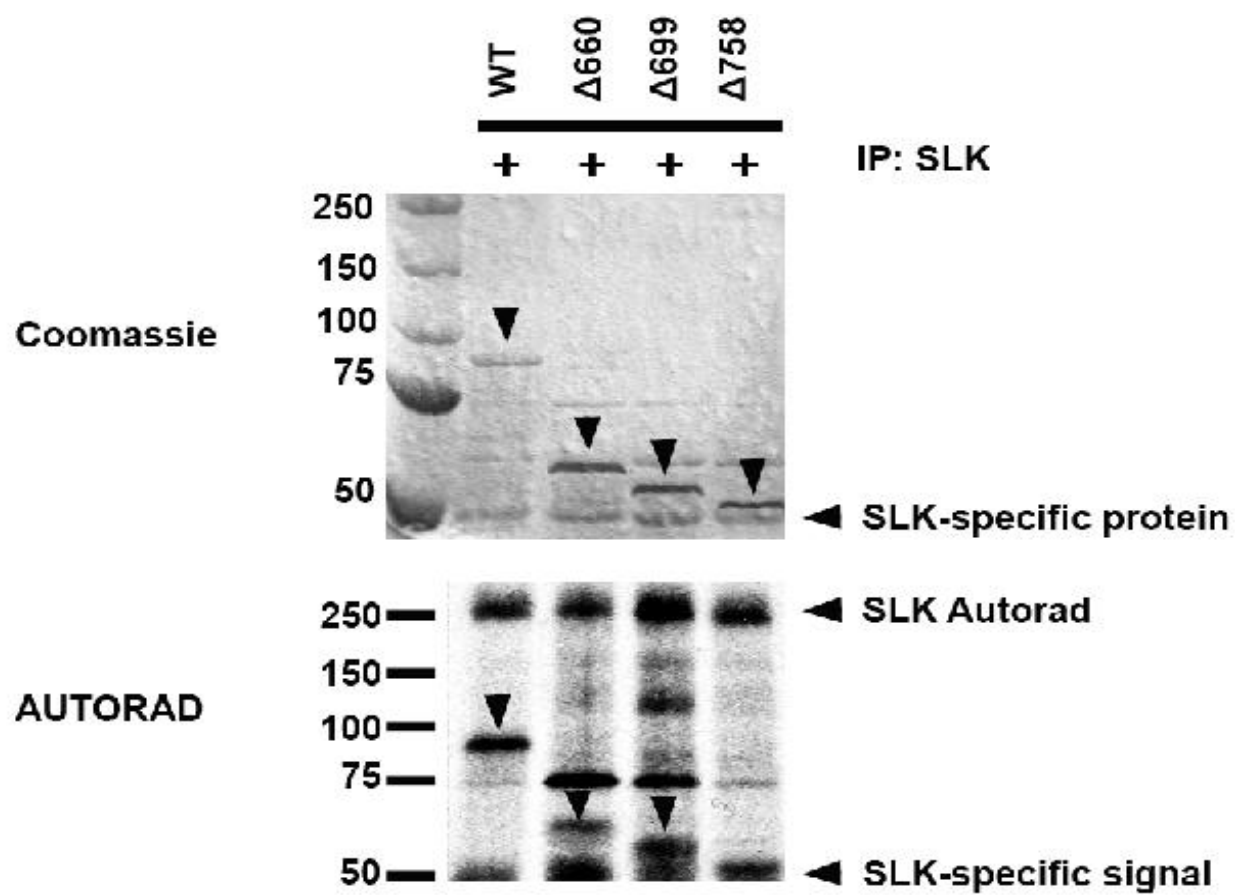 WT Δ660 Δ699 Δ758
+ + + + IP: SLK
250
150
Coomassie
100
75
50
SLK-specific protein
250 SLK Autorad
150
AUTORAD
100
75
50 SLK-specific signal